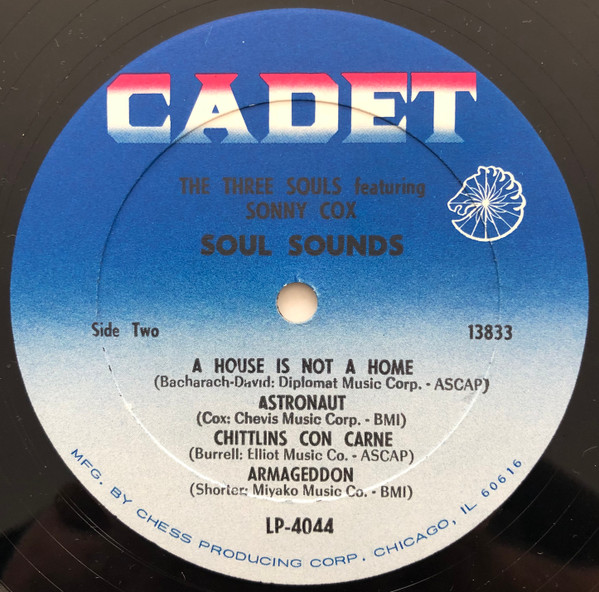 CADET
THE THREE SOULS featuring
SONNY COX
SOUL SOUNDS
Side Two
13833
A HOUSE IS NOT A HOME
(Bacharach-David: Diplomat Music Corp. - ASCAP)
ASTRONAUT
(Cox: Chevis Music Corp. - BMI)
CHITTLINS CON CARNE
(Burrell: Elliot Music Co. - ASCAP)
ARMAGEDDON
(Shorter: Miyako Music Co. - BMI)
LP-4044
MFG. BY CHESS PRODUCING CORP. CHICAGO, IL 60616